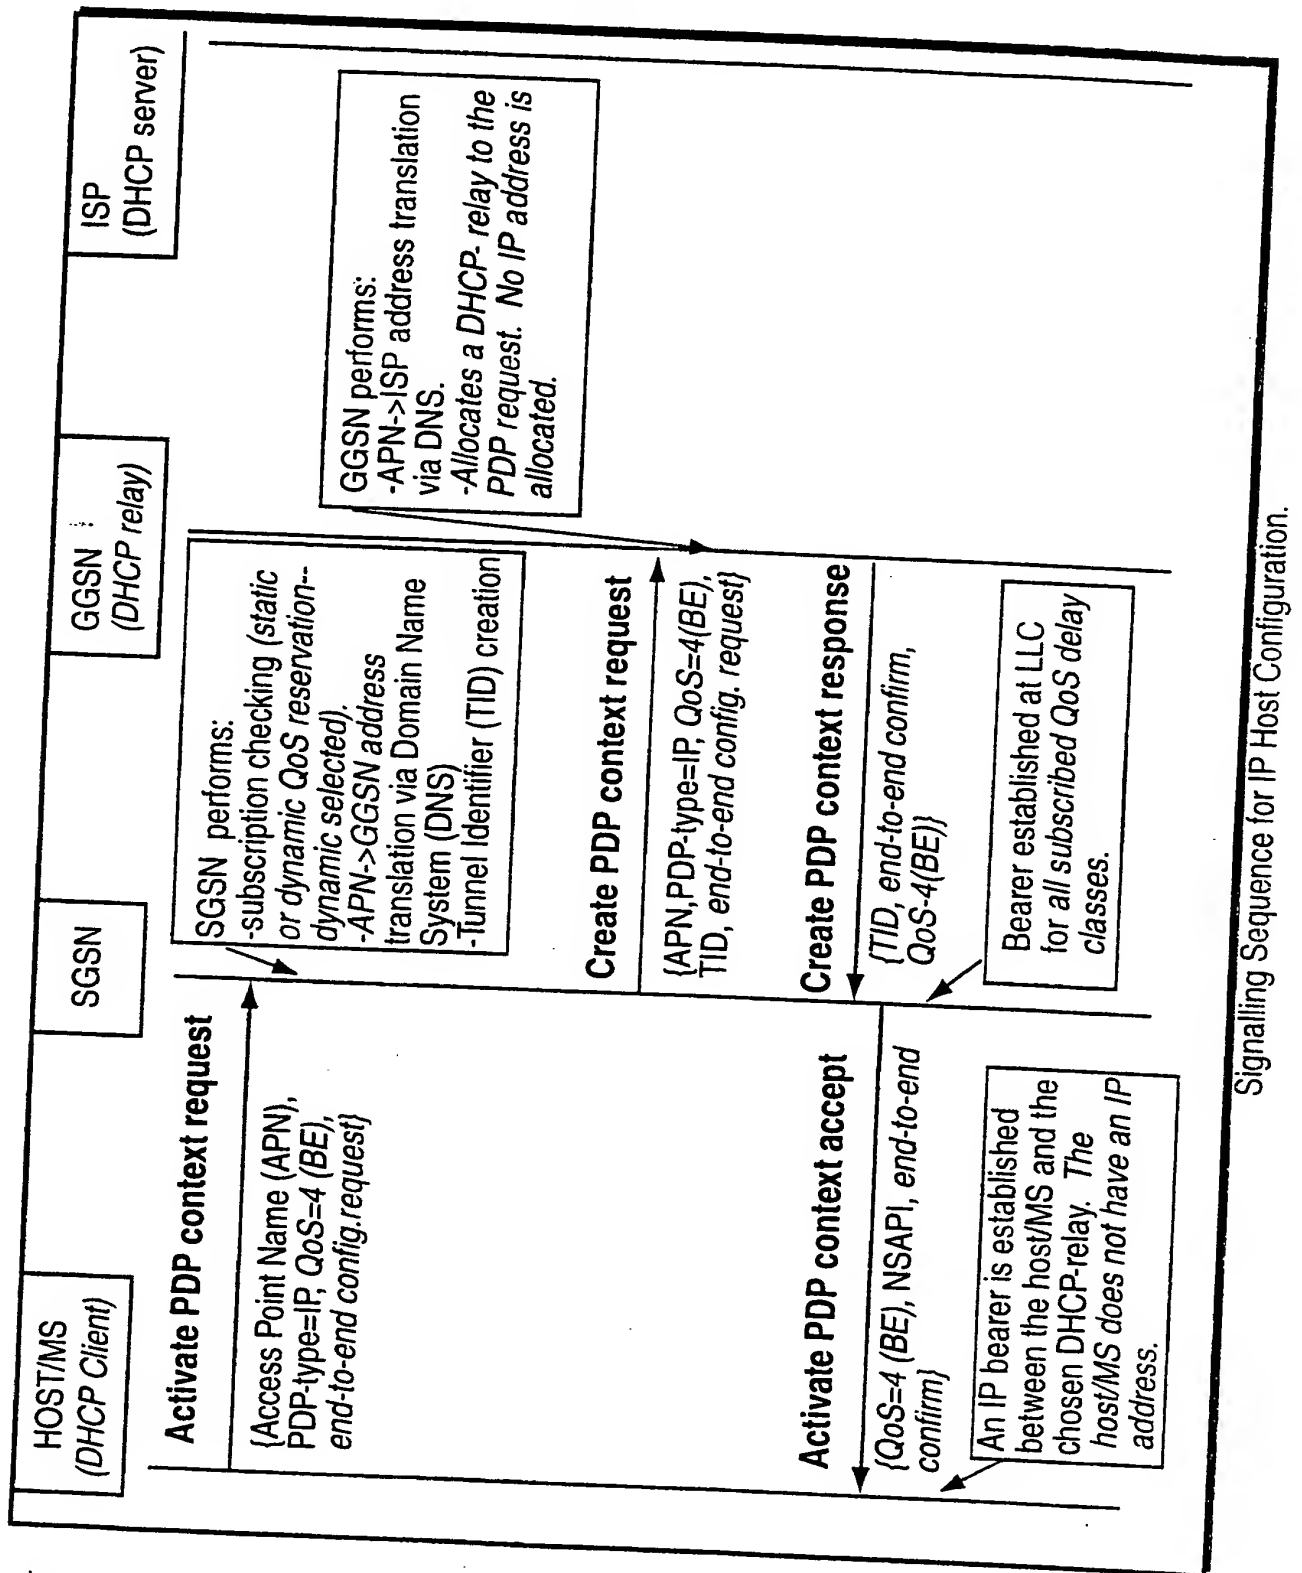 HOST/MS
(DHCP Client)
SGSN
GGSN
(DHCP relay)
ISP
(DHCP server)
Activate PDP context request
{Access Point Name (APN),
PDP-type=IP, QoS=4 (BE),
end-to-end config.request}
SGSN performs:
-subscription checking (static
or dynamic QoS reservation--
dynamic selected).
-APN->GGSN address
translation via Domain Name
System (DNS)
-Tunnel Identifier (TID) creation
GGSN performs:
-APN->ISP address translation
via DNS.
-Allocates a DHCP- relay to the
PDP request. No IP address is
allocated.
Create PDP context request
{APN,PDP-type=IP, QoS=4(BE),
TID, end-to-end config. request}
Create PDP context response
{TID, end-to-end confirm,
QoS-4(BE)}
Activate PDP context accept
{QoS=4 (BE), NSAPI, end-to-end
confirm}
Bearer established at LLC
for all subscribed QoS delay
classes.
An IP bearer is established
between the host/MS and the
chosen DHCP-relay. The
host/MS does not have an IP
address.
Signalling Sequence for IP Host Configuration.